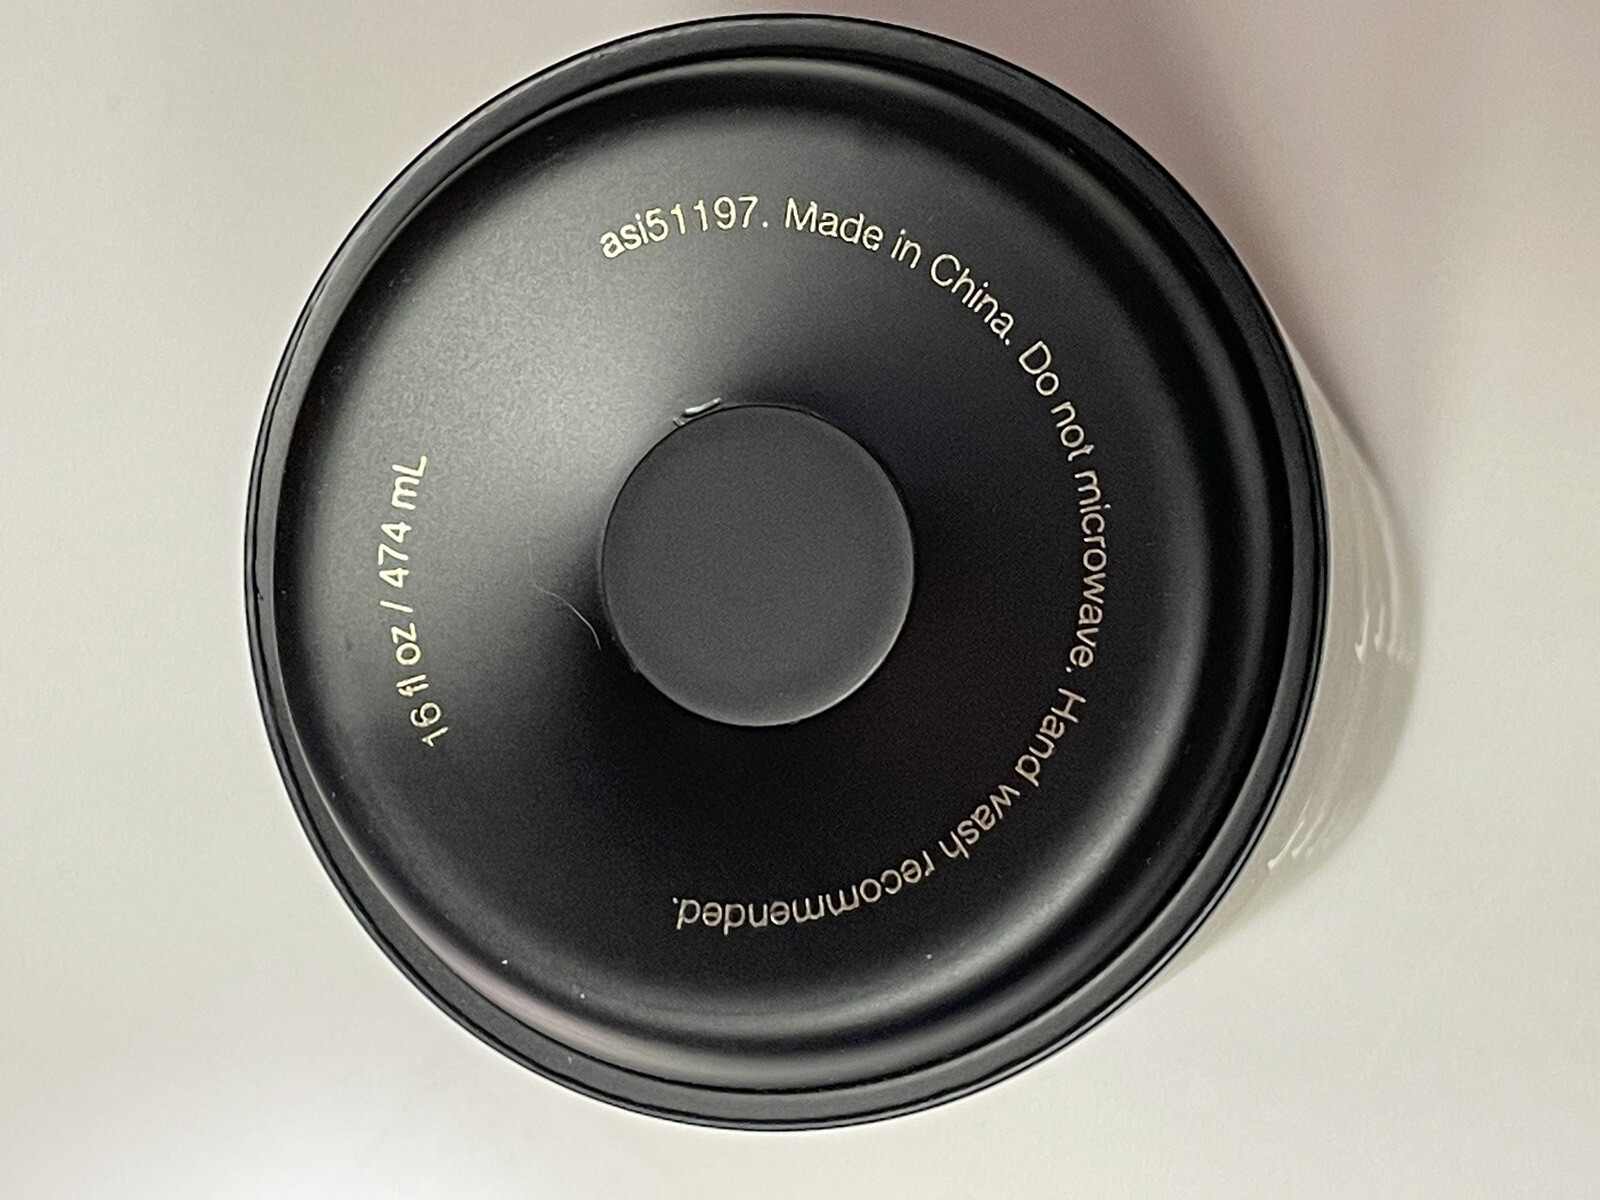 asi51197. Made in China. Do not microwave. Hand wash recommended.
16 fl oz / 474 mL